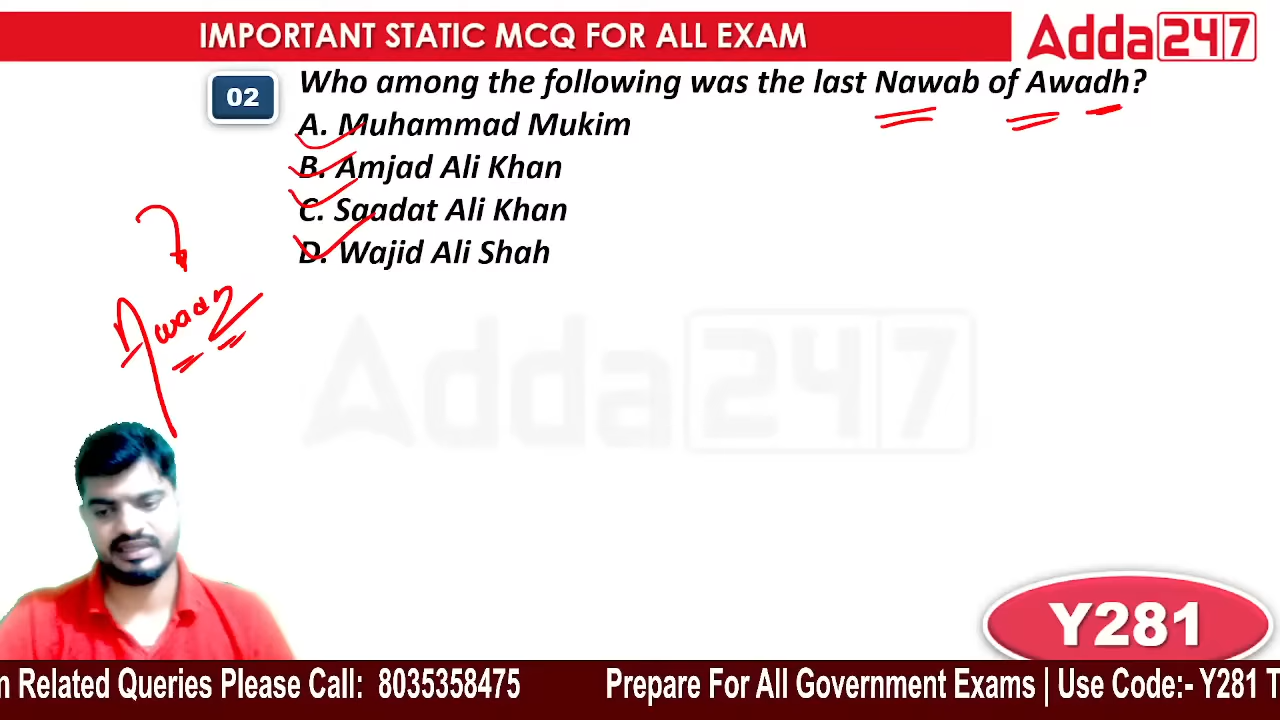 IMPORTANT STATIC MCQ FOR ALL EXAM
Adda247
02
Who among the following was the last Nawab of Awadh?
A. Muhammad Mukim
B. Amjad Ali Khan
C. Saadat Ali Khan
D. Wajid Ali Shah
Adda247
Y281
m Related Queries Please Call: 8035358475 Prepare For All Government Exams | Use Code:- Y281 T